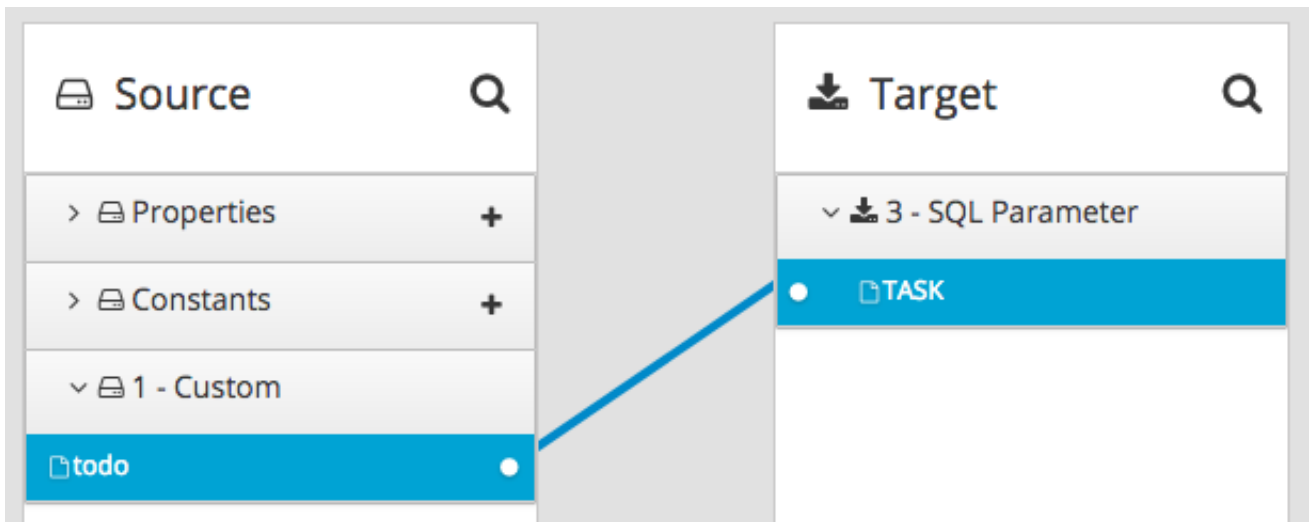 Source
Properties
Constants
1 - Custom
todo
Target
3 - SQL Parameter
TASK